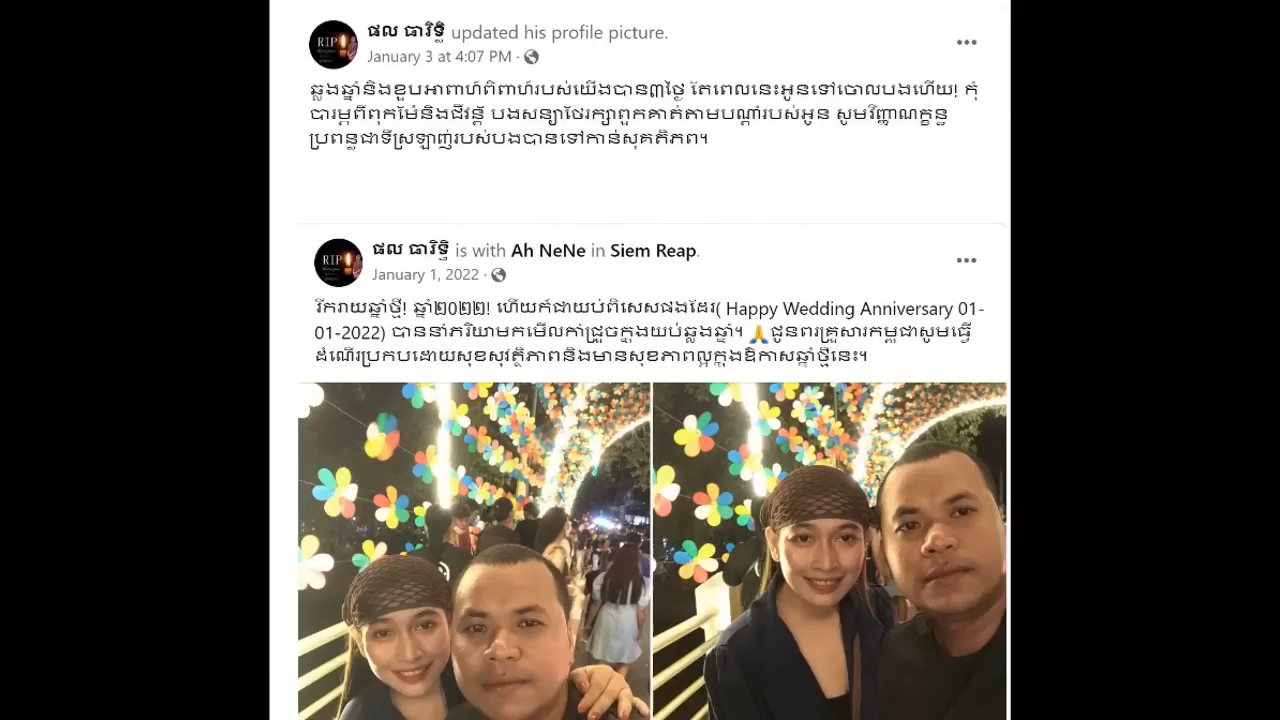 RIP
ផល ធារិទ្ធិ updated his profile picture.
January 3 at 4:07 PM ·
ឆ្លងឆ្នាំនិងខួបអាពាហ៍ពិពាហ៍របស់យើងបាន៣ថ្ងៃ តែពេលនេះអូនទៅចោលបងហើយ! កុំ
បារម្ភពីពុកម៉ែនិងជីវន្ត័ បងសន្យាថែរក្សាពួកគាត់តាមបណ្ដាំរបស់អូន សូមវិញ្ញាណក្ខន្ធ
ប្រពន្ធជាទីស្រឡាញ់របស់បងបានទៅកាន់សុគតិភព។
RIP
ផល ធារិទ្ធិ is with Ah NeNe in Siem Reap.
January 1, 2022 ·
រីករាយឆ្នាំថ្មី! ឆ្នាំ២០២២! ហើយក៏ជាយប់ពិសេសផងដែរ( Happy Wedding Anniversary 01-
01-2022) បាននាំភរិយាមកមើលកាំជ្រួចក្នុងយប់ឆ្លងឆ្នាំ។ 🙏ជូនពរគ្រួសារកម្ពុជាសូមធ្វើ
ដំណើរប្រកបដោយសុខសុវត្ថិភាពនិងមានសុខភាពល្អក្នុងឱកាសឆ្នាំថ្មីនេះ។